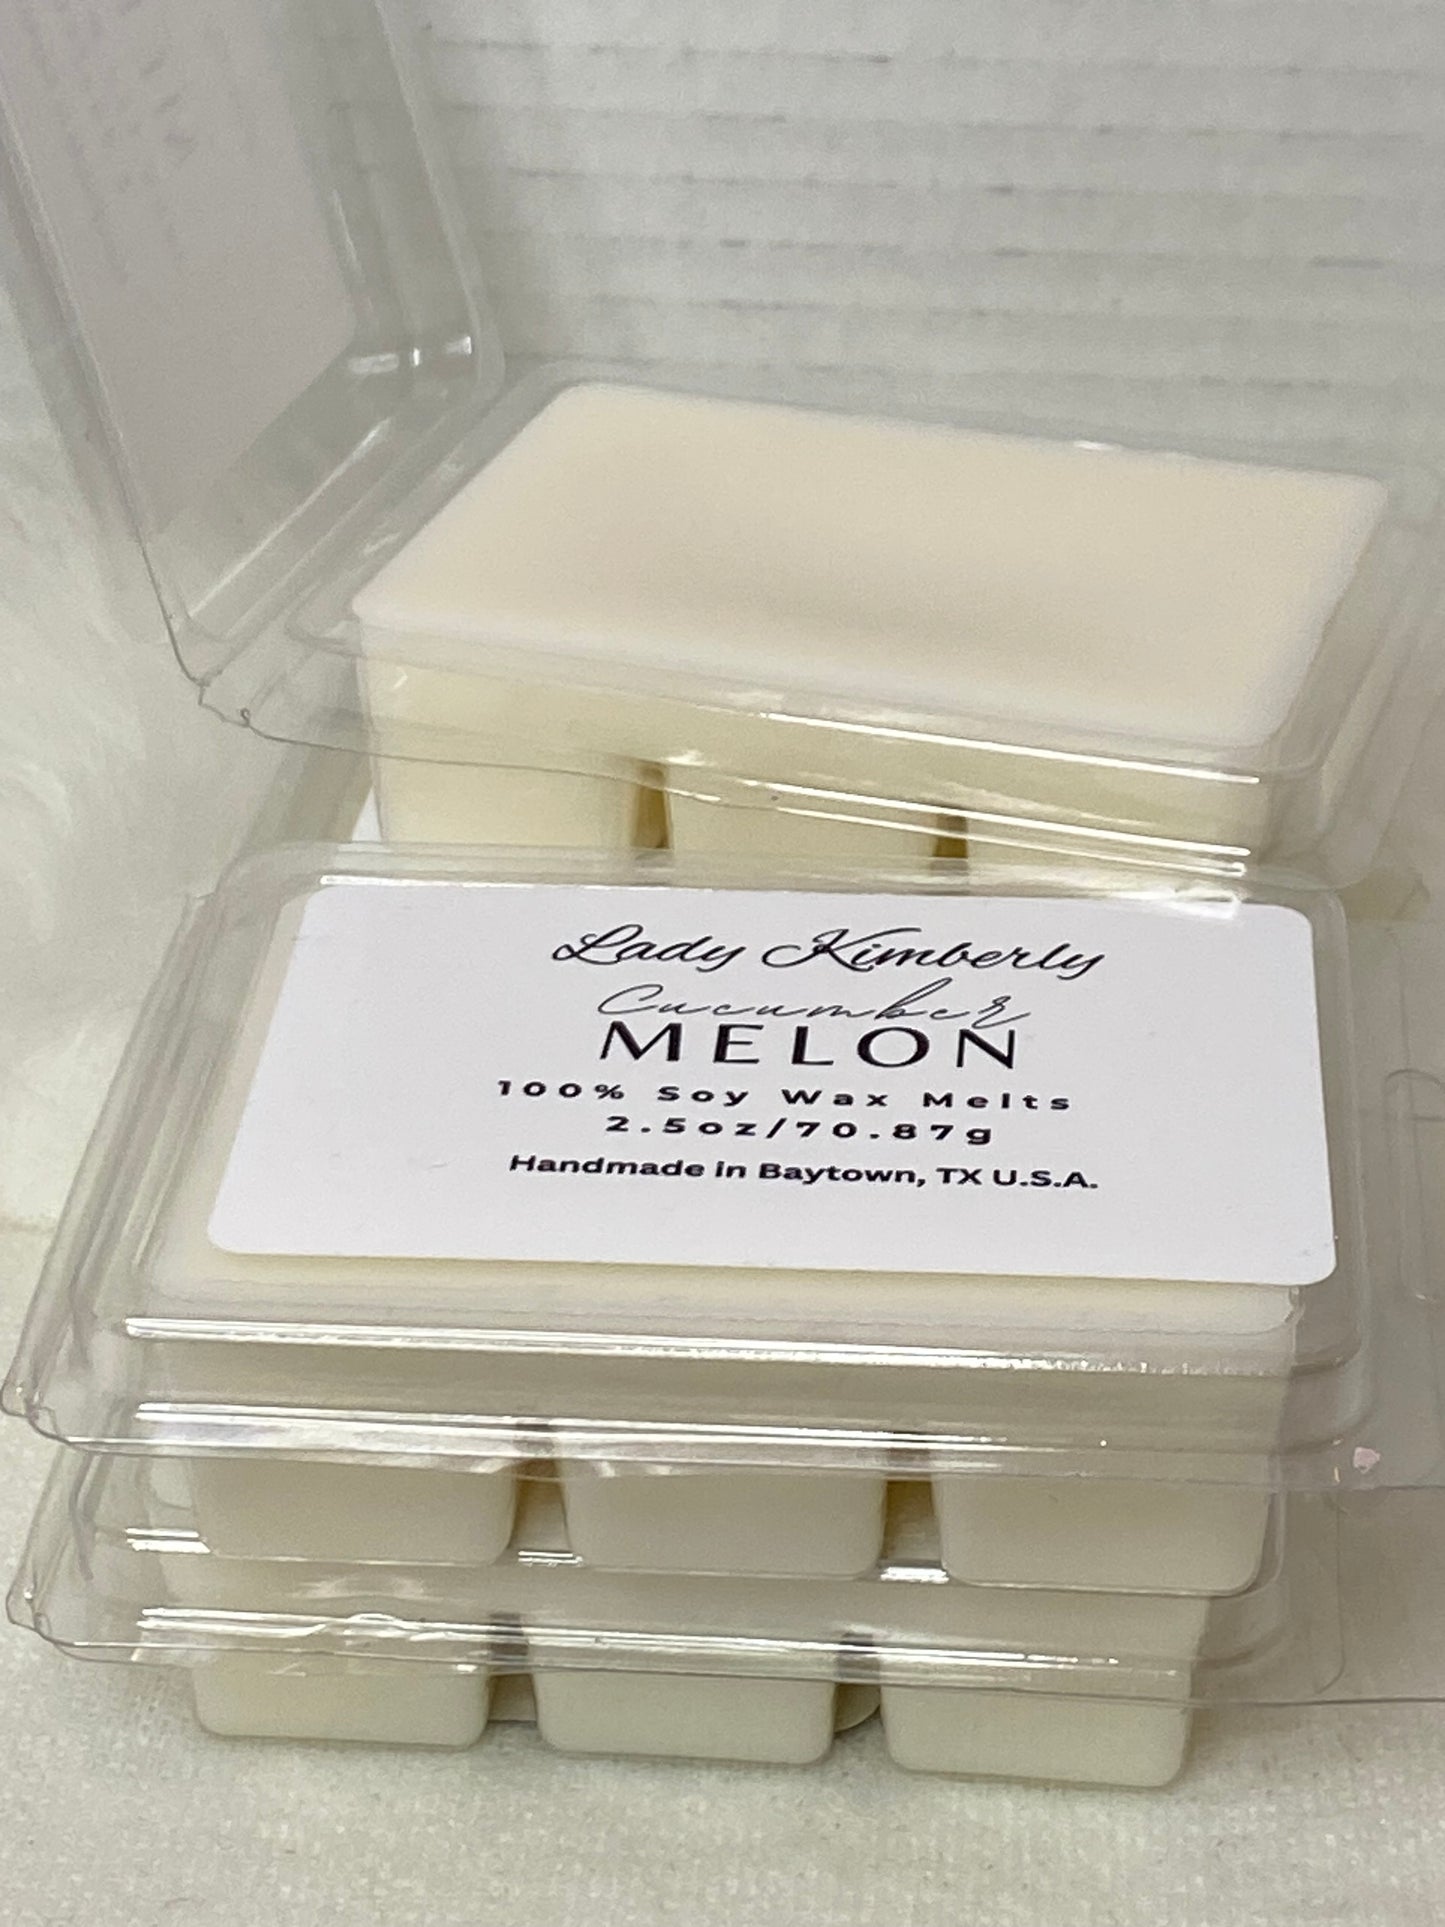 Lady Kimberly
Cucumber
MELON
100% Soy Wax Melts
2.5oz/70.87g
Handmade in Baytown, TX U.S.A.